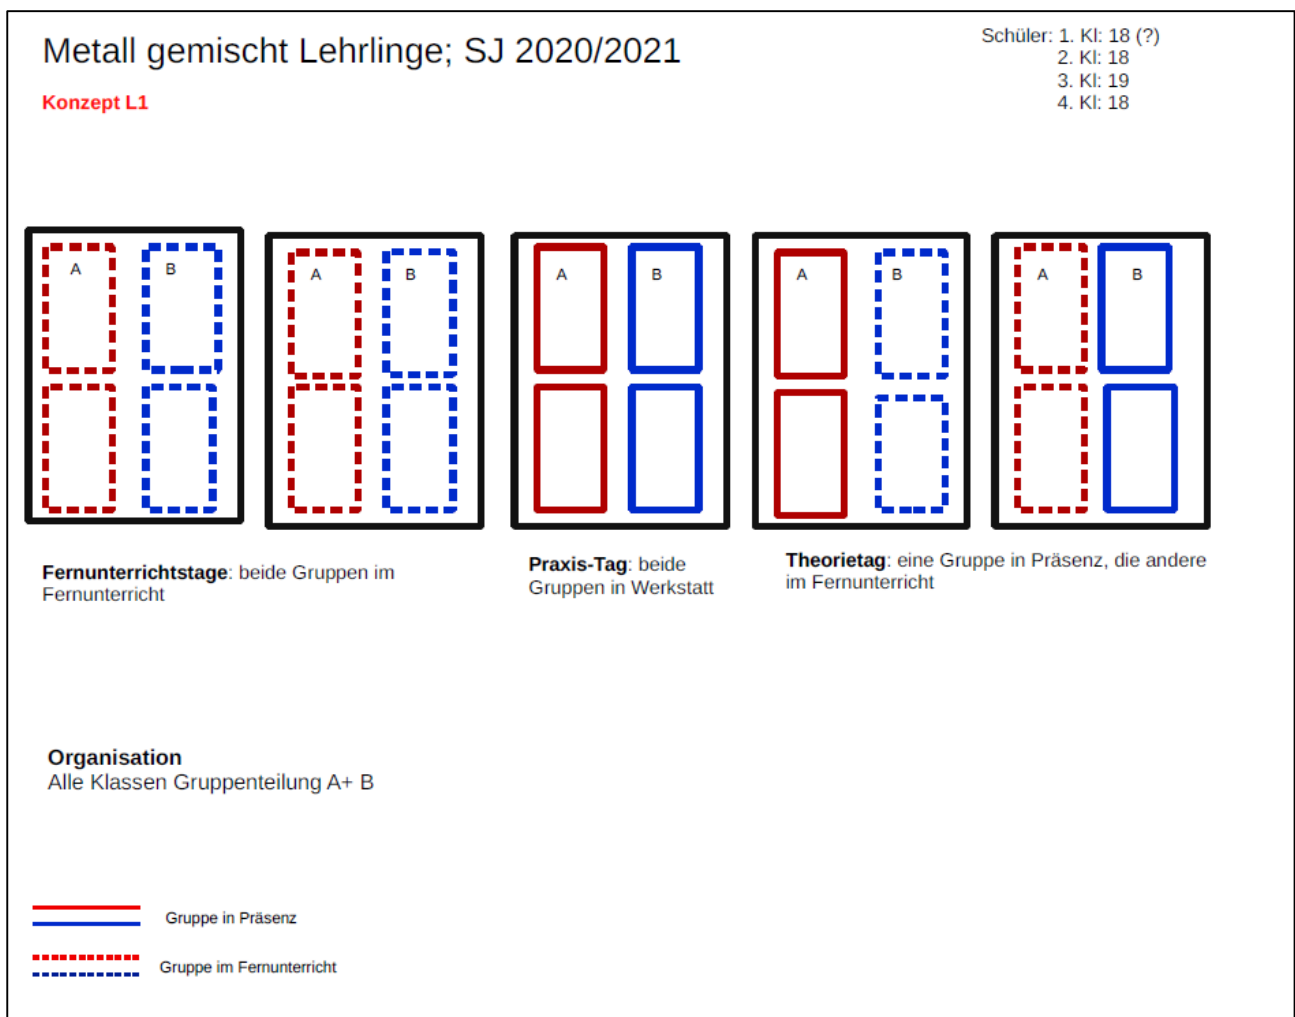 Metall gemischt Lehrlinge; SJ 2020/2021
Schüler: 1. Kl: 18 (?)
2. Kl: 18
3. Kl: 19
4. Kl: 18
Konzept L1
A B
A B
A B
A B
A B
Fernunterrichtstage: beide Gruppen im
Fernunterricht
Praxis-Tag: beide
Gruppen in Werkstatt
Theorietag: eine Gruppe in Präsenz, die andere
im Fernunterricht
Organisation
Alle Klassen Gruppenteilung A+ B
Gruppe in Präsenz
Gruppe im Fernunterricht